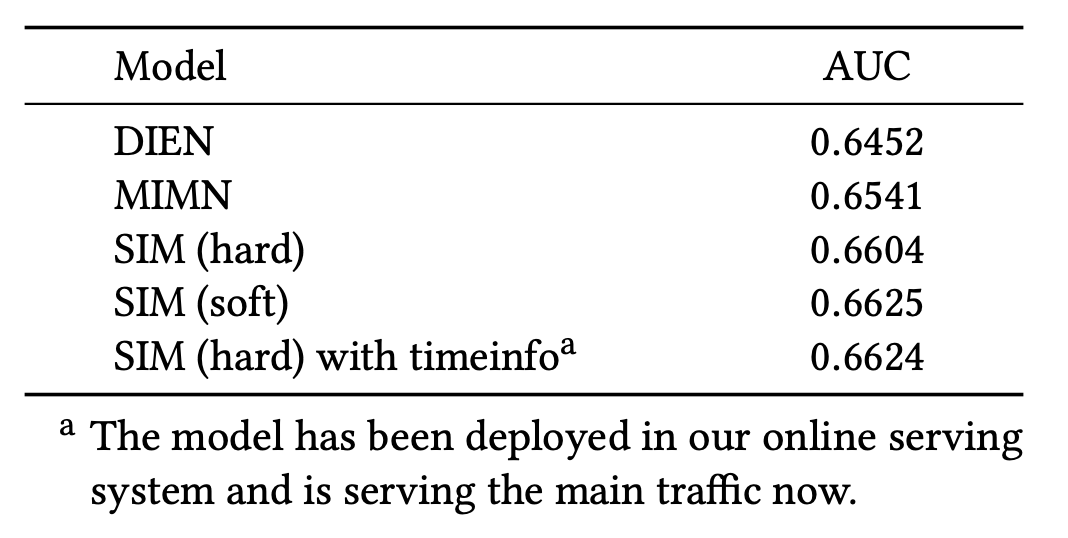 Model AUC
DIEN 0.6452
MIMN 0.6541
SIM (hard) 0.6604
SIM (soft) 0.6625
SIM (hard) with timeinfoᵃ 0.6624
ᵃ The model has been deployed in our online serving
system and is serving the main traffic now.